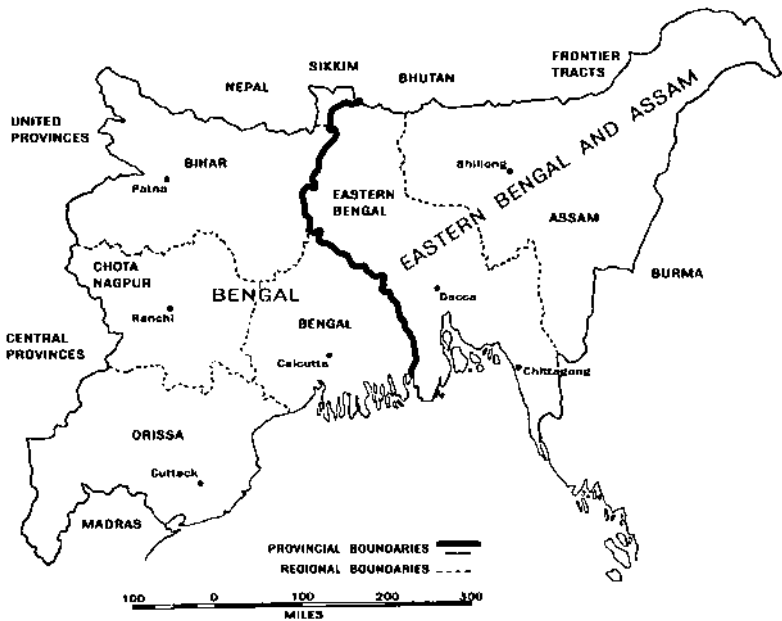 SIKKIM
NEPAL
BHUTAN
FRONTIER
TRACTS
UNITED
PROVINCES
BIHAR
Patna
EASTERN
BENGAL
Shillong
EASTERN BENGAL AND ASSAM
ASSAM
CHOTA
NAGPUR
BENGAL
Ranchi
BURMA
Dacca
CENTRAL
PROVINCES
BENGAL
Calcutta
Chittagong
ORISSA
Cuttack
MADRAS
PROVINCIAL BOUNDARIES
REGIONAL BOUNDARIES
100 0 100 200 300
MILES